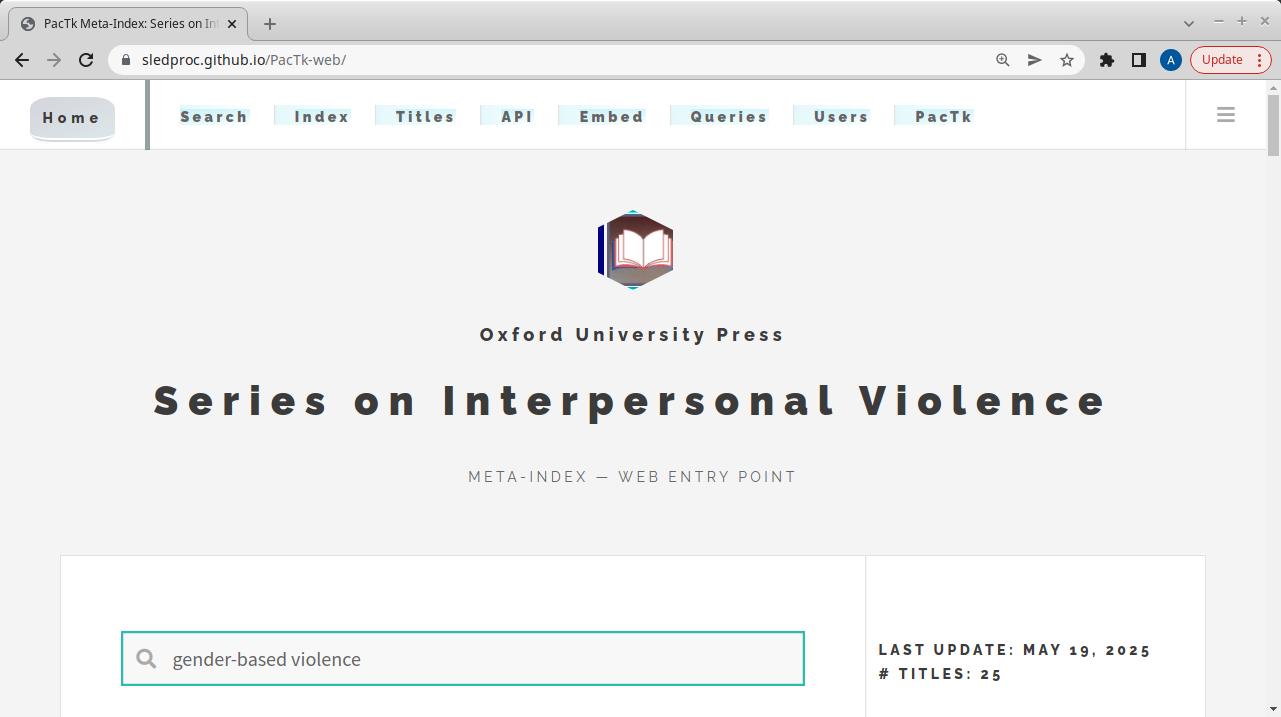 PacTk Meta-Index: Series on Int
sledproc.github.io/PacTk-web/
A
Update
Home
Search Index Titles API Embed Queries Users PacTk
Oxford University Press
Series on Interpersonal Violence
META-INDEX — WEB ENTRY POINT
gender-based violence
LAST UPDATE: MAY 19, 2025
# TITLES: 25